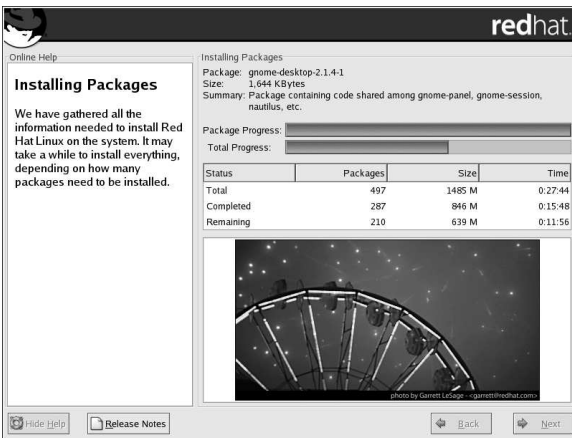 redhat.
Online Help
Installing Packages
We have gathered all the
information needed to install Red
Hat Linux on the system. It may
take a while to install everything,
depending on how many
packages need to be installed.
Installing Packages
Package: gnome-desktop-2.1.4-1
Size: 1,644 KBytes
Summary: Package containing code shared among gnome-panel, gnome-session,
nautilus, etc.
Package Progress:
Total Progress:
Status Packages Size Time
Total 497 1485 M 0:27:44
Completed 287 846 M 0:15:48
Remaining 210 639 M 0:11:56
photo by Garrett LeSage - <garrett@redhat.com>
Hide Help
Release Notes
Back
Next